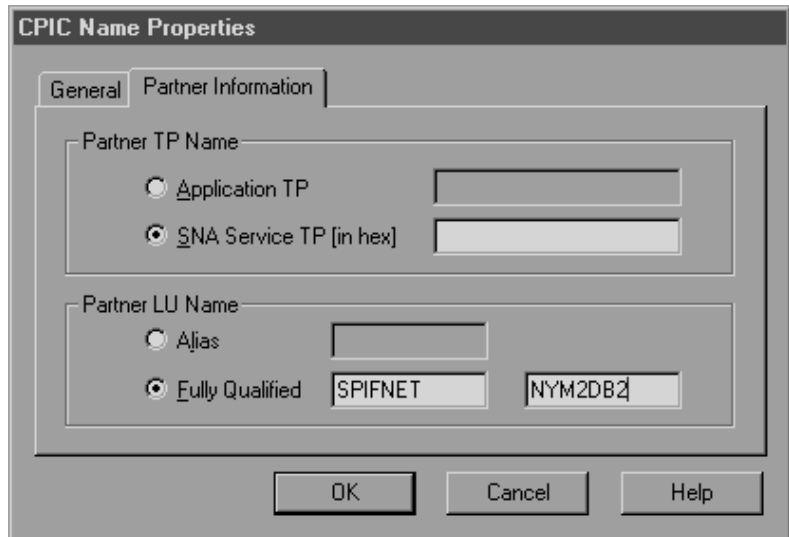 CPIC Name Properties
General Partner Information
Partner TP Name
Application TP
SNA Service TP [in hex]
Partner LU Name
Alias
Fully Qualified SPIFNET NYM2DB2
OK Cancel Help